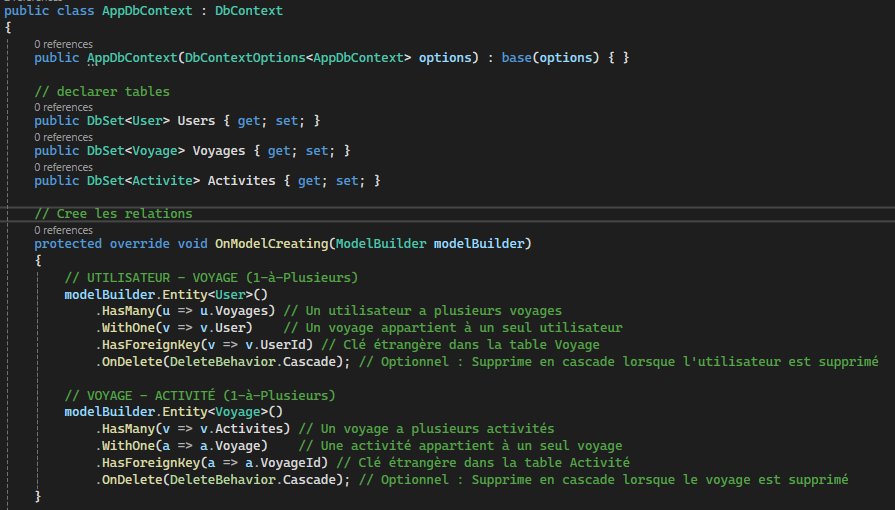 public class AppDbContext : DbContext
{
0 references
public AppDbContext(DbContextOptions<AppDbContext> options) : base(options) { }
// declarer tables
0 references
public DbSet<User> Users { get; set; }
0 references
public DbSet<Voyage> Voyages { get; set; }
0 references
public DbSet<Activite> Activites { get; set; }
// Cree les relations
0 references
protected override void OnModelCreating(ModelBuilder modelBuilder)
{
// UTILISATEUR - VOYAGE (1-à-Plusieurs)
modelBuilder.Entity<User>()
.HasMany(u => u.Voyages) // Un utilisateur a plusieurs voyages
.WithOne(v => v.User) // Un voyage appartient à un seul utilisateur
.HasForeignKey(v => v.UserId) // Clé étrangère dans la table Voyage
.OnDelete(DeleteBehavior.Cascade); // Optionnel : Supprime en cascade lorsque l'utilisateur est supprimé
// VOYAGE - ACTIVITÉ (1-à-Plusieurs)
modelBuilder.Entity<Voyage>()
.HasMany(v => v.Activites) // Un voyage a plusieurs activités
.WithOne(a => a.Voyage) // Une activité appartient à un seul voyage
.HasForeignKey(a => a.VoyageId) // Clé étrangère dans la table Activité
.OnDelete(DeleteBehavior.Cascade); // Optionnel : Supprime en cascade lorsque le voyage est supprimé
}